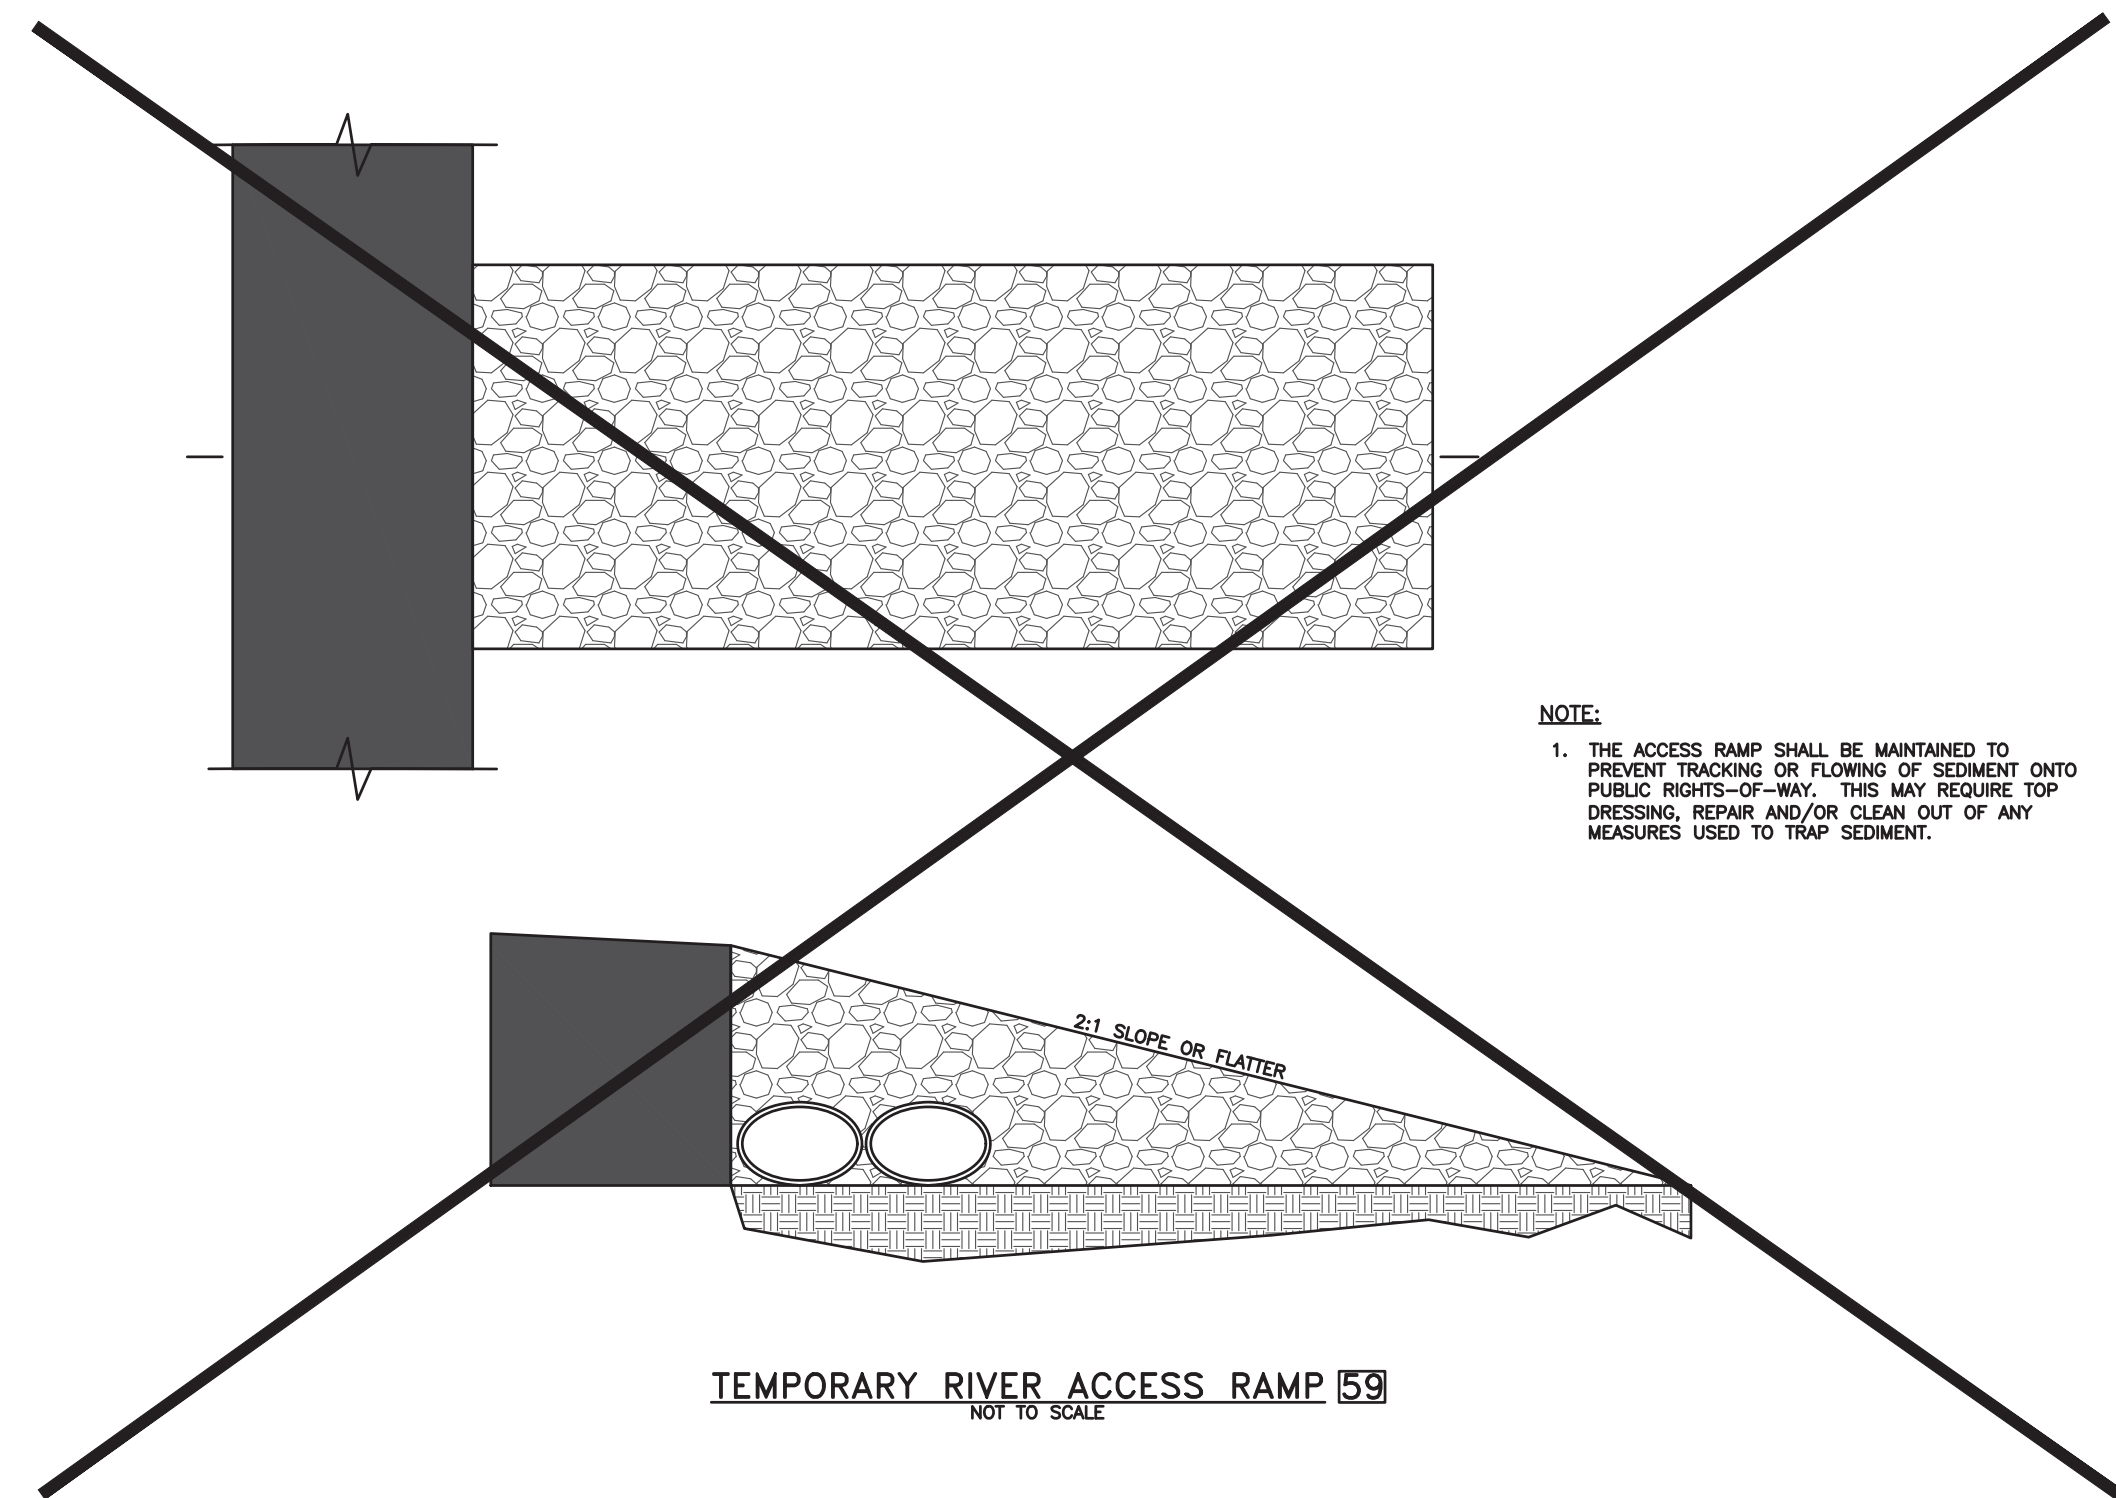 NOTE:
1. THE ACCESS RAMP SHALL BE MAINTAINED TO
PREVENT TRACKING OR FLOWING OF SEDIMENT ONTO
PUBLIC RIGHTS-OF-WAY. THIS MAY REQUIRE TOP
DRESSING, REPAIR AND/OR CLEAN OUT OF ANY
MEASURES USED TO TRAP SEDIMENT.
2:1 SLOPE OR FLATTER
TEMPORARY RIVER ACCESS RAMP 59
NOT TO SCALE